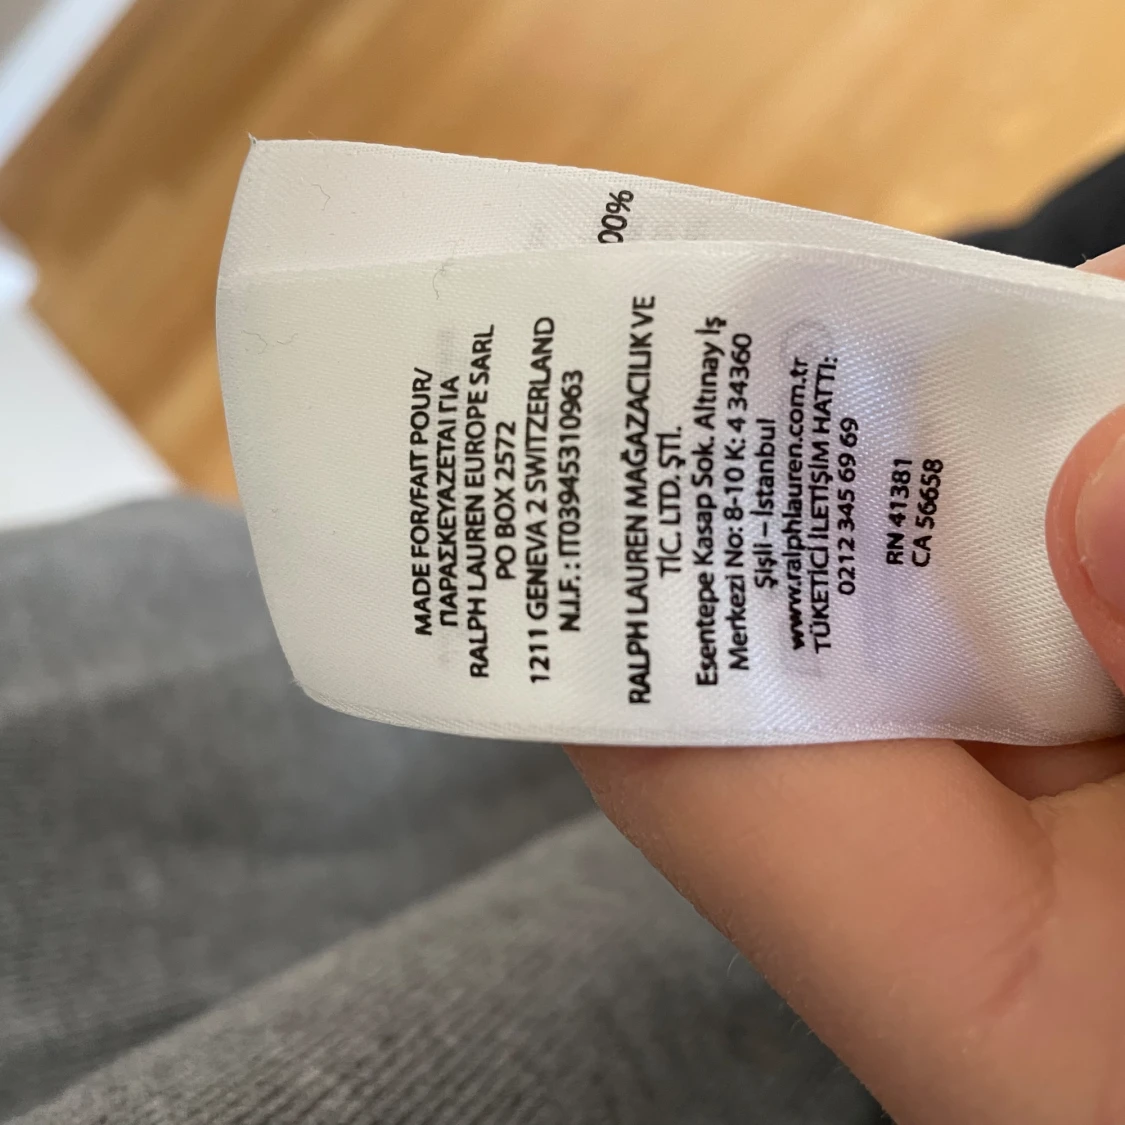 00%
MADE FOR/FAIT POUR/
ΠΑΡΑΣΚΕΥΑΖΕΤΑΙ ΓΙΑ
RALPH LAUREN EUROPE SARL
PO BOX 2572
1211 GENEVA 2 SWITZERLAND
N.I.F. : IT03945310963
RALPH LAUREN MAĞAZACILIK VE
TİC. LTD. ŞTİ.
Esentepe Kasap Sok. Altınay İş
Merkezi No: 8-10 K: 4 34360
Şişli – İstanbul
www.ralphlauren.com.tr
TÜKETİCİ İLETİŞİM HATTI:
0212 345 69 69
RN 41381
CA 56658